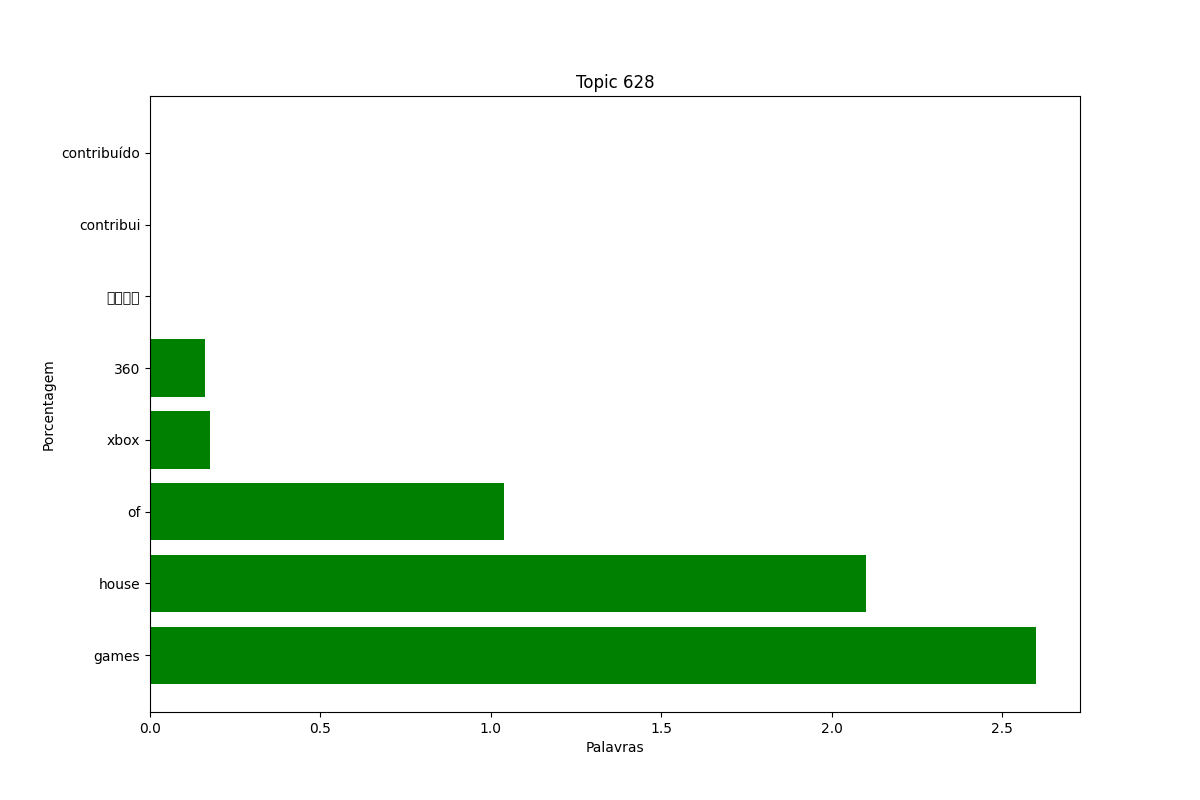 Topic 628
contribuído
contribui
360
xbox
of
house
games
Porcentagem
0.0 0.5 1.0 1.5 2.0 2.5
Palavras